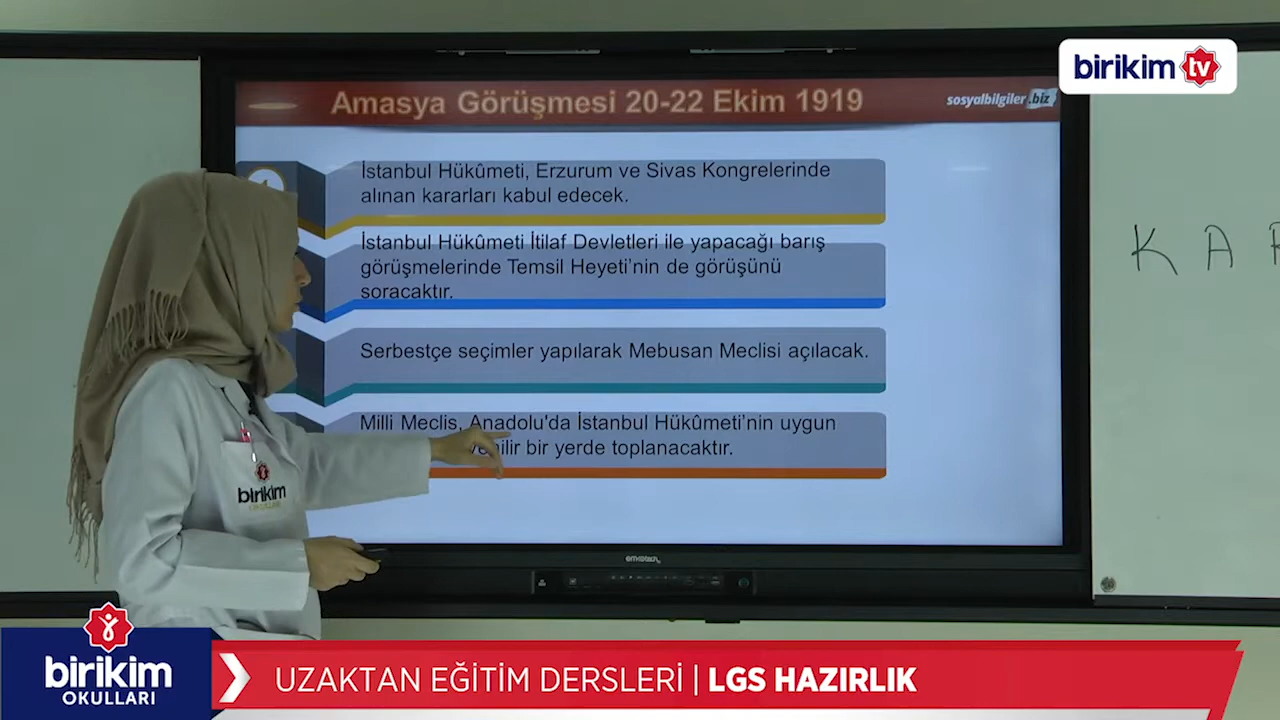 birikim tv
Amasya Görüşmesi 20-22 Ekim 1919
sosyalbilgiler.biz
İstanbul Hükûmeti, Erzurum ve Sivas Kongrelerinde
alınan kararları kabul edecek.
İstanbul Hükûmeti İtilaf Devletleri ile yapacağı barış
görüşmelerinde Temsil Heyeti’nin de görüşünü
soracaktır.
Serbestçe seçimler yapılarak Mebusan Meclisi açılacak.
Milli Meclis, Anadolu'da İstanbul Hükûmeti’nin uygun
bir yerde toplanacaktır.
K A
birikim
OKULLARI
birikim
OKULLARI
UZAKTAN EĞİTİM DERSLERİ | LGS HAZIRLIK